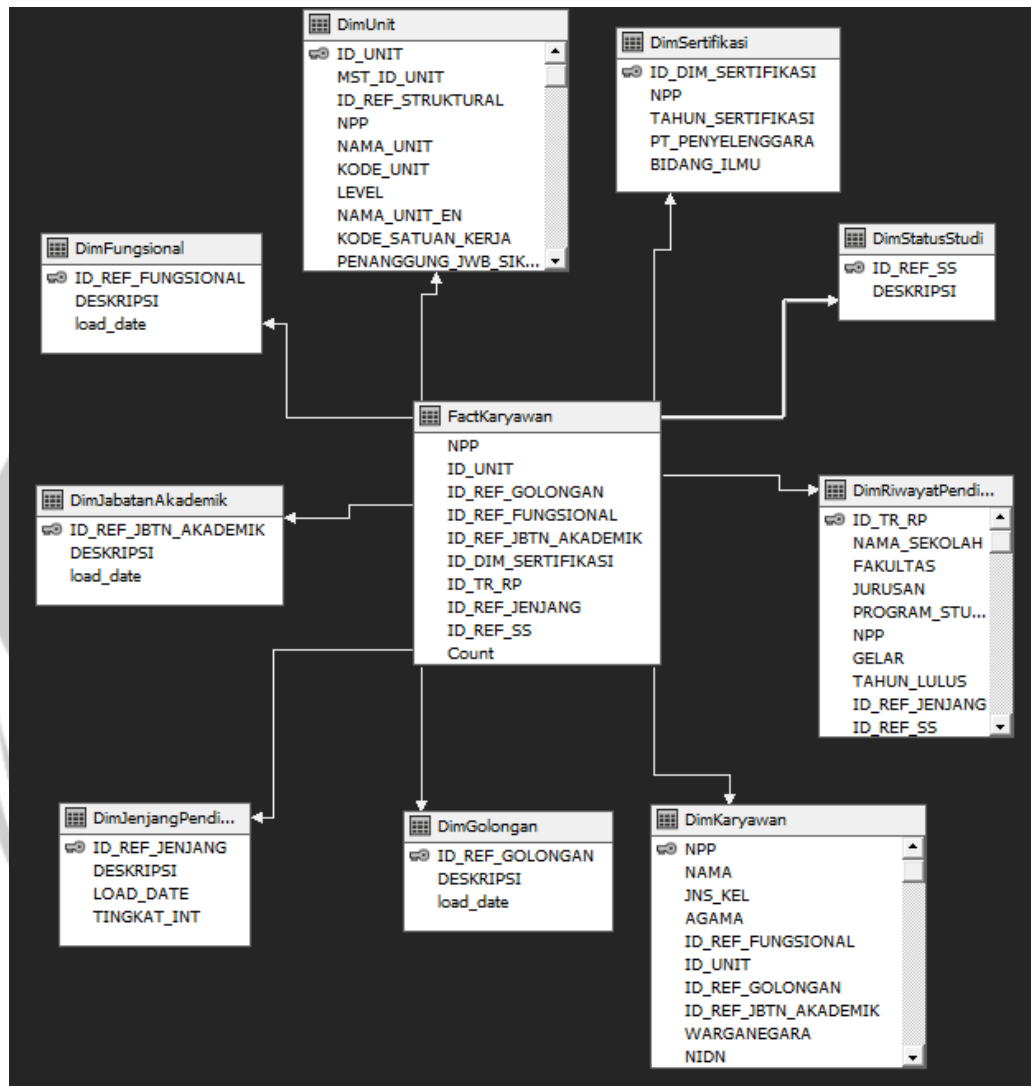 DimUnit
ID_UNIT
MST_ID_UNIT
ID_REF_STRUKTURAL
NPP
NAMA_UNIT
KODE_UNIT
LEVEL
NAMA_UNIT_EN
KODE_SATUAN_KERJA
PENANGGUNG_JWB_SIK...
DimSertifikasi
ID_DIM_SERTIFIKASI
NPP
TAHUN_SERTIFIKASI
PT_PENYELENGGARA
BIDANG_ILMU
DimFungsional
ID_REF_FUNGSIONAL
DESKRIPSI
load_date
DimStatusStudi
ID_REF_SS
DESKRIPSI
FactKaryawan
NPP
ID_UNIT
ID_REF_GOLONGAN
ID_REF_FUNGSIONAL
ID_REF_JBTN_AKADEMIK
ID_DIM_SERTIFIKASI
ID_TR_RP
ID_REF_JENJANG
ID_REF_SS
Count
DimJabatanAkademik
ID_REF_JBTN_AKADEMIK
DESKRIPSI
load_date
DimRiwayatPendi...
ID_TR_RP
NAMA_SEKOLAH
FAKULTAS
JURUSAN
PROGRAM_STU...
NPP
GELAR
TAHUN_LULUS
ID_REF_JENJANG
ID_REF_SS
DimJenjangPendi...
ID_REF_JENJANG
DESKRIPSI
LOAD_DATE
TINGKAT_INT
DimGolongan
ID_REF_GOLONGAN
DESKRIPSI
load_date
DimKaryawan
NPP
NAMA
JNS_KEL
AGAMA
ID_REF_FUNGSIONAL
ID_UNIT
ID_REF_GOLONGAN
ID_REF_JBTN_AKADEMIK
WARGANEGARA
NIDN